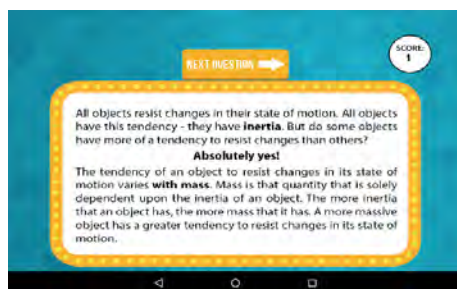 SCORE:
1
NEXT QUESTION
All objects resist changes in their state of motion. All objects
have this tendency - they have inertia. But do some objects
have more of a tendency to resist changes than others?
Absolutely yes!
The tendency of an object to resist changes in its state of
motion varies with mass. Mass is that quantity that is solely
dependent upon the inertia of an object. The more inertia
that an object has, the more mass that it has. A more massive
object has a greater tendency to resist changes in its state of
motion.